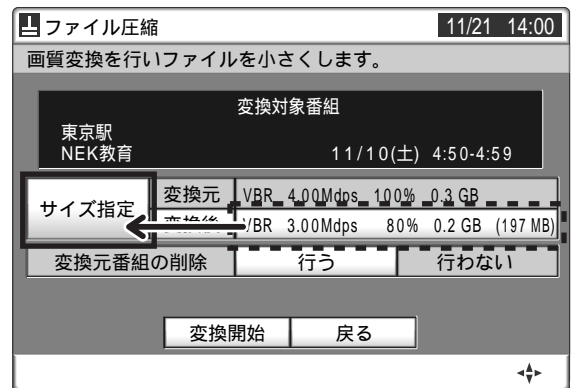 ファイル圧縮 11/21 14:00
画質変換を行いファイルを小さくします。
変換対象番組
東京駅
NEK教育 11/10(土) 4:50-4:59
サイズ指定
変換元 VBR 4.00Mdps 100% 0.3 GB
変換後 VBR 3.00Mdps 80% 0.2 GB (197 MB)
変換元番組の削除 行う 行わない
変換開始 戻る